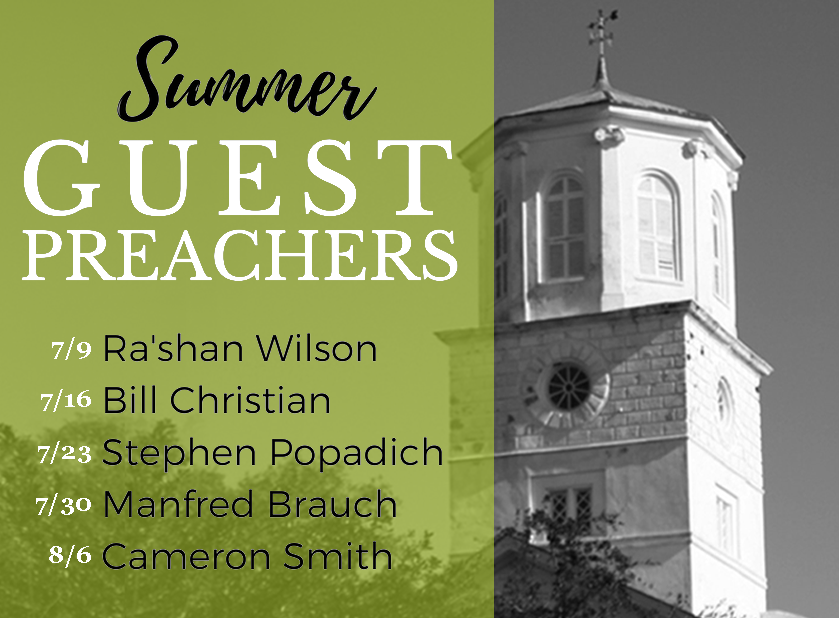 Summer
GUEST
PREACHERS
7/9 Ra'shan Wilson
7/16 Bill Christian
7/23 Stephen Popadich
7/30 Manfred Brauch
8/6 Cameron Smith